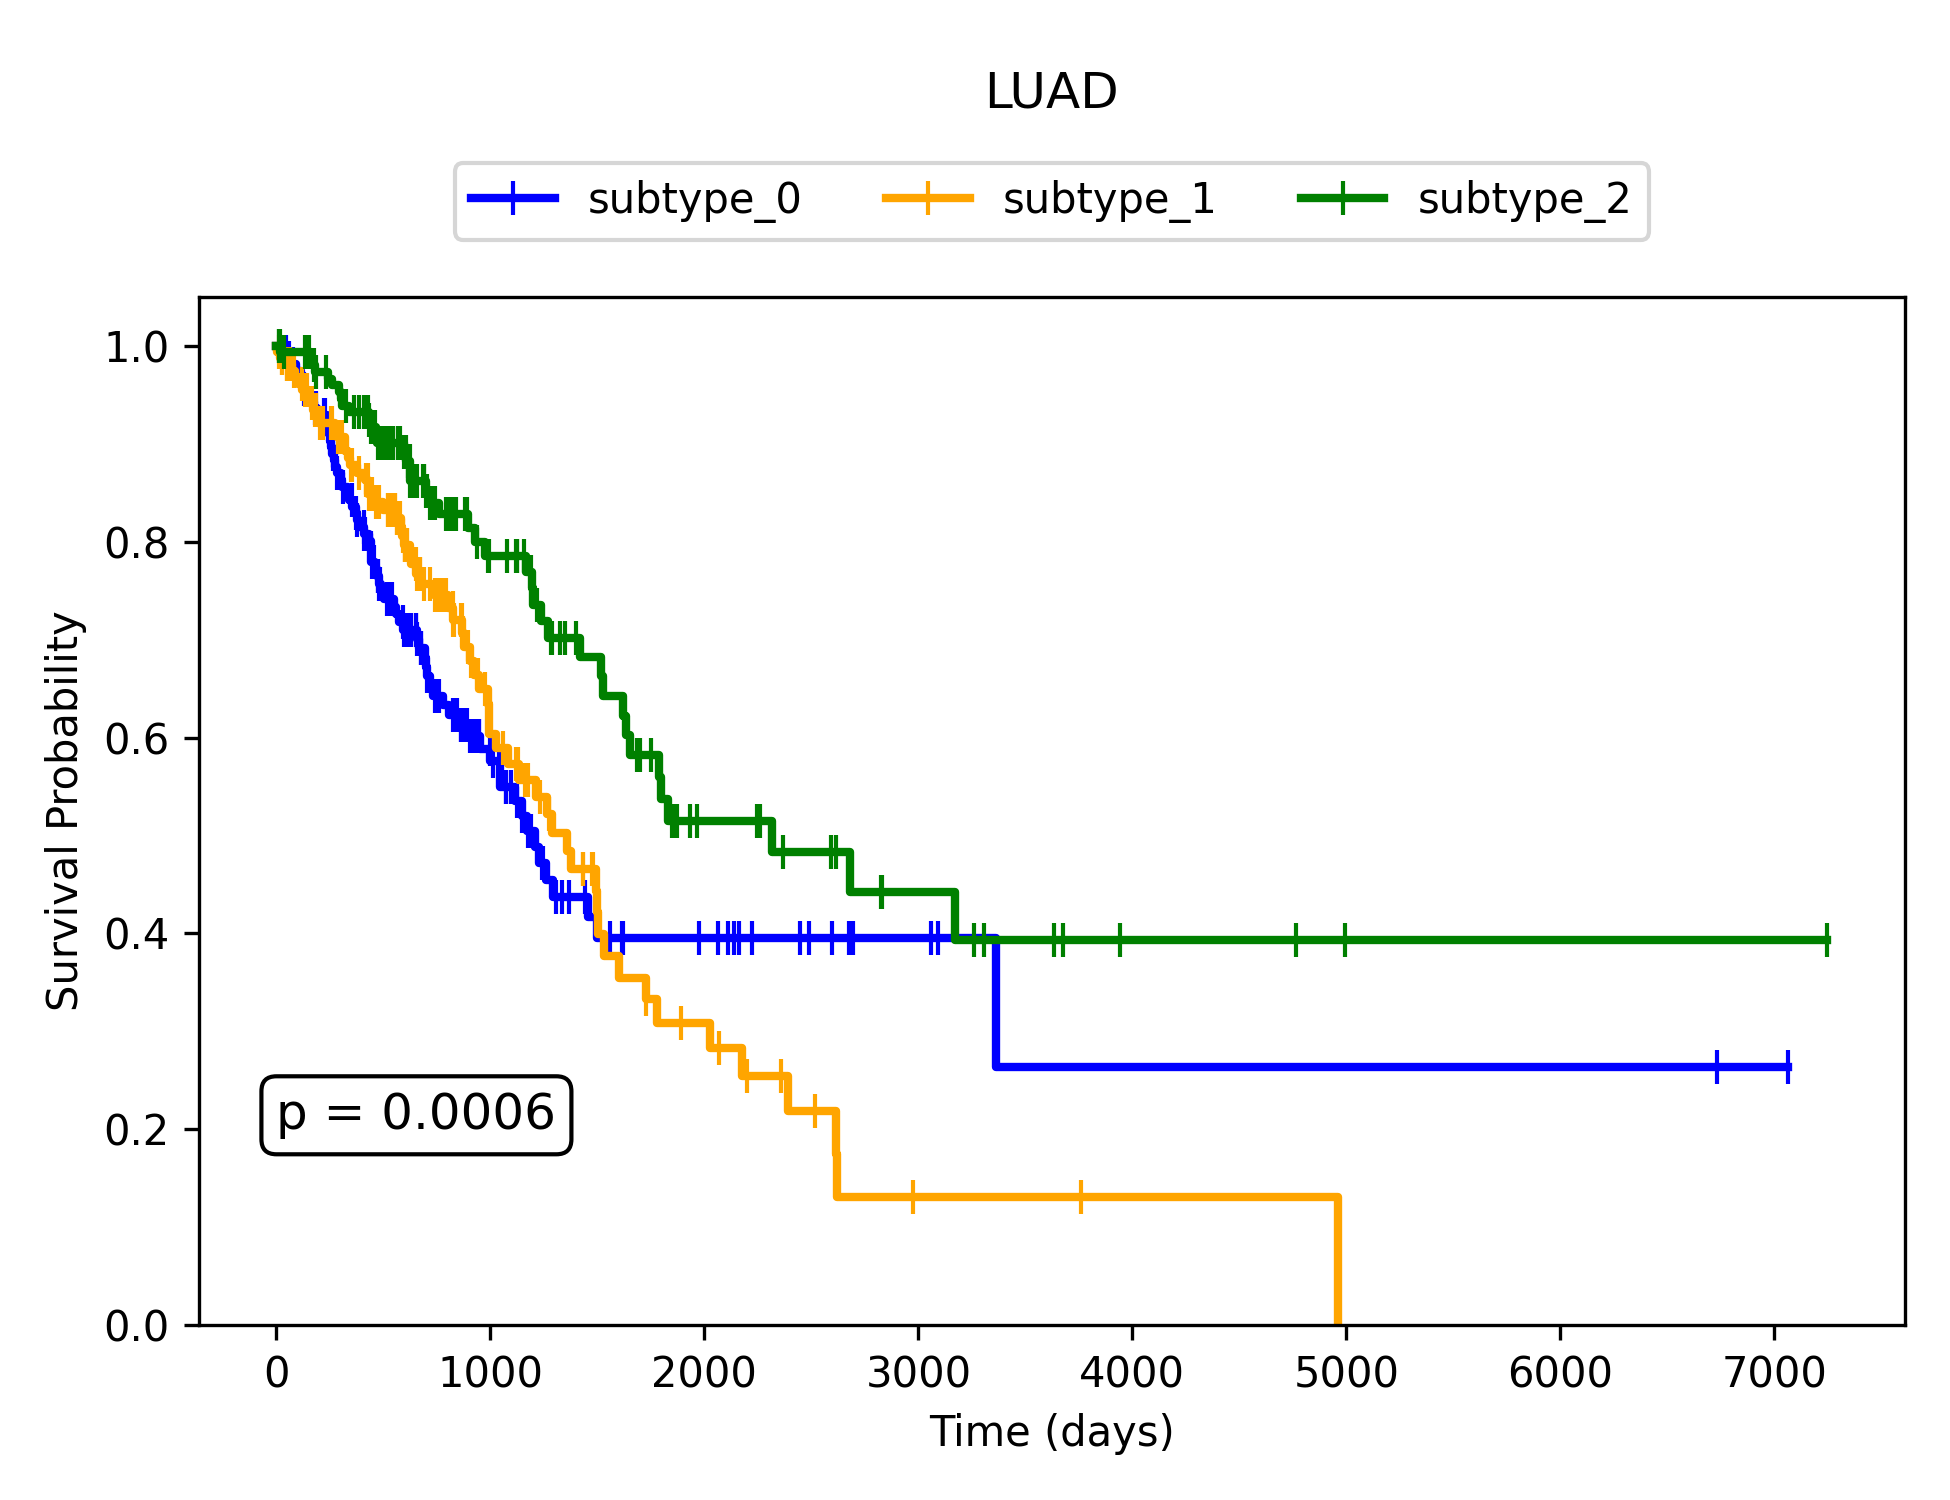 LUAD
subtype_0 subtype_1 subtype_2
1.0
0.8
0.6
0.4
0.2
0.0
Survival Probability
p = 0.0006
0 1000 2000 3000 4000 5000 6000 7000
Time (days)